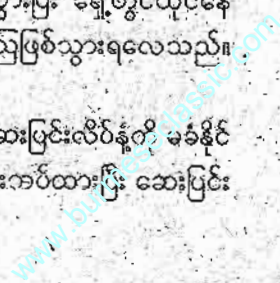 သွားပြီး ရှေ့တွင်ထိုင်နေ
ဖြစ်သွားရလေသည်။
ဆေးပြင်းလိပ်နံ့ကို မခံနိုင်
ကပ်ထားပြီး ဆေးပြင်း
www.burmeseclassic.com